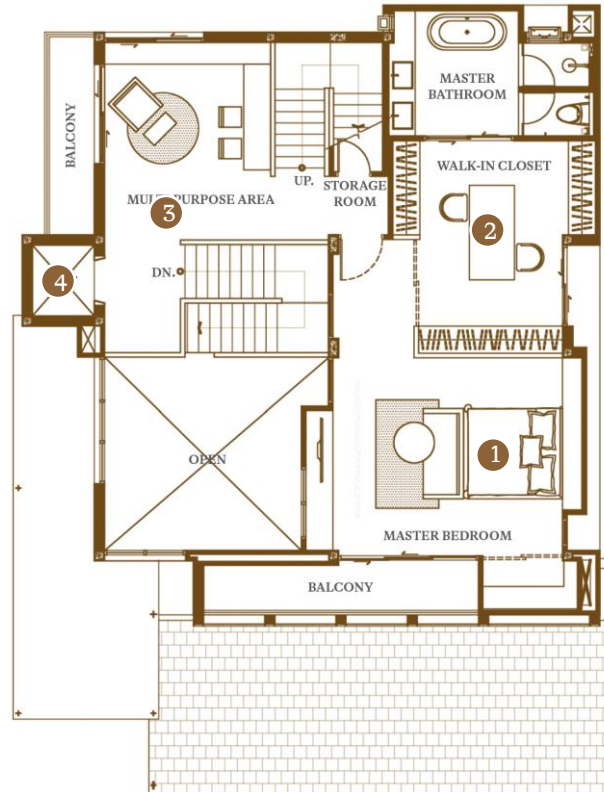 MASTER
BATHROOM
BALCONY
WALK-IN CLOSET
UP.
STORAGE
ROOM
MULTI-PURPOSE AREA
3
2
DN.
4
1
OPEN
MASTER BEDROOM
BALCONY